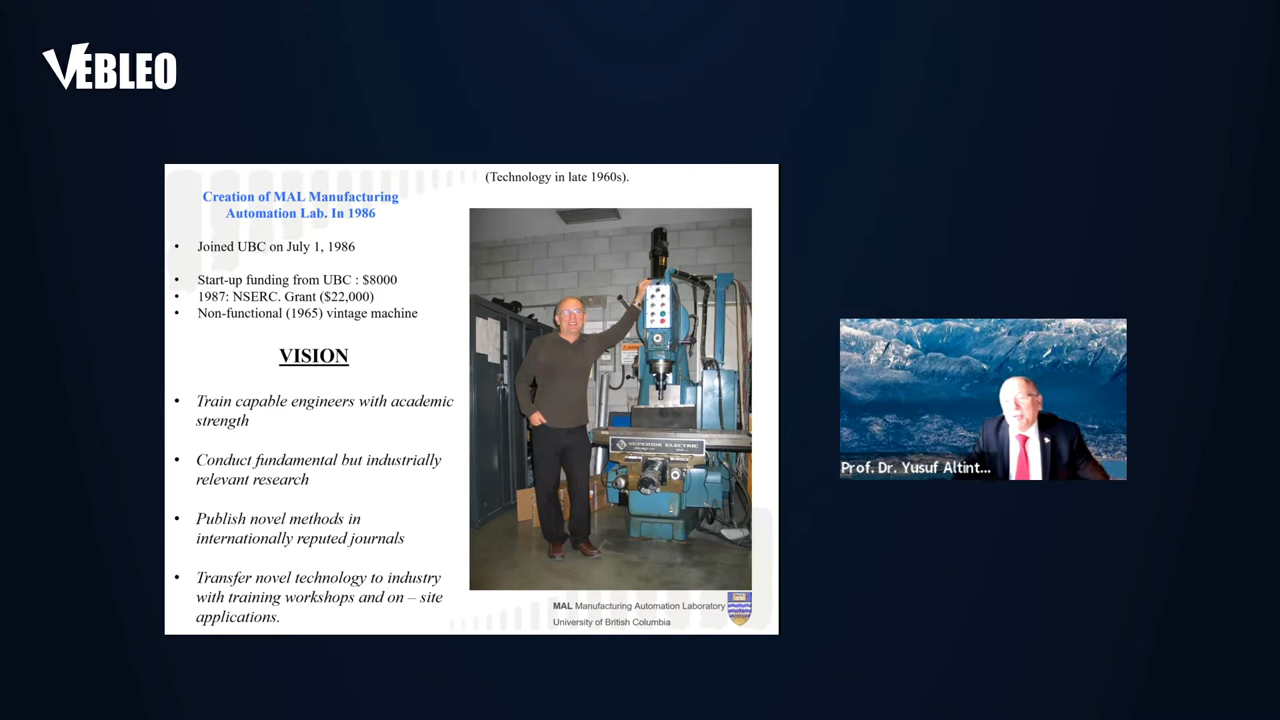 VEBLEO
(Technology in late 1960s).
Creation of MAL Manufacturing
Automation Lab. In 1986
• Joined UBC on July 1, 1986
• Start-up funding from UBC : $8000
• 1987: NSERC. Grant ($22,000)
• Non-functional (1965) vintage machine
VISION
• Train capable engineers with academic
strength
• Conduct fundamental but industrially
relevant research
• Publish novel methods in
internationally reputed journals
• Transfer novel technology to industry
with training workshops and on – site
applications.
SUPERIOR ELECTRIC
MAL Manufacturing Automation Laboratory
University of British Columbia
Prof. Dr. Yusuf Altint...